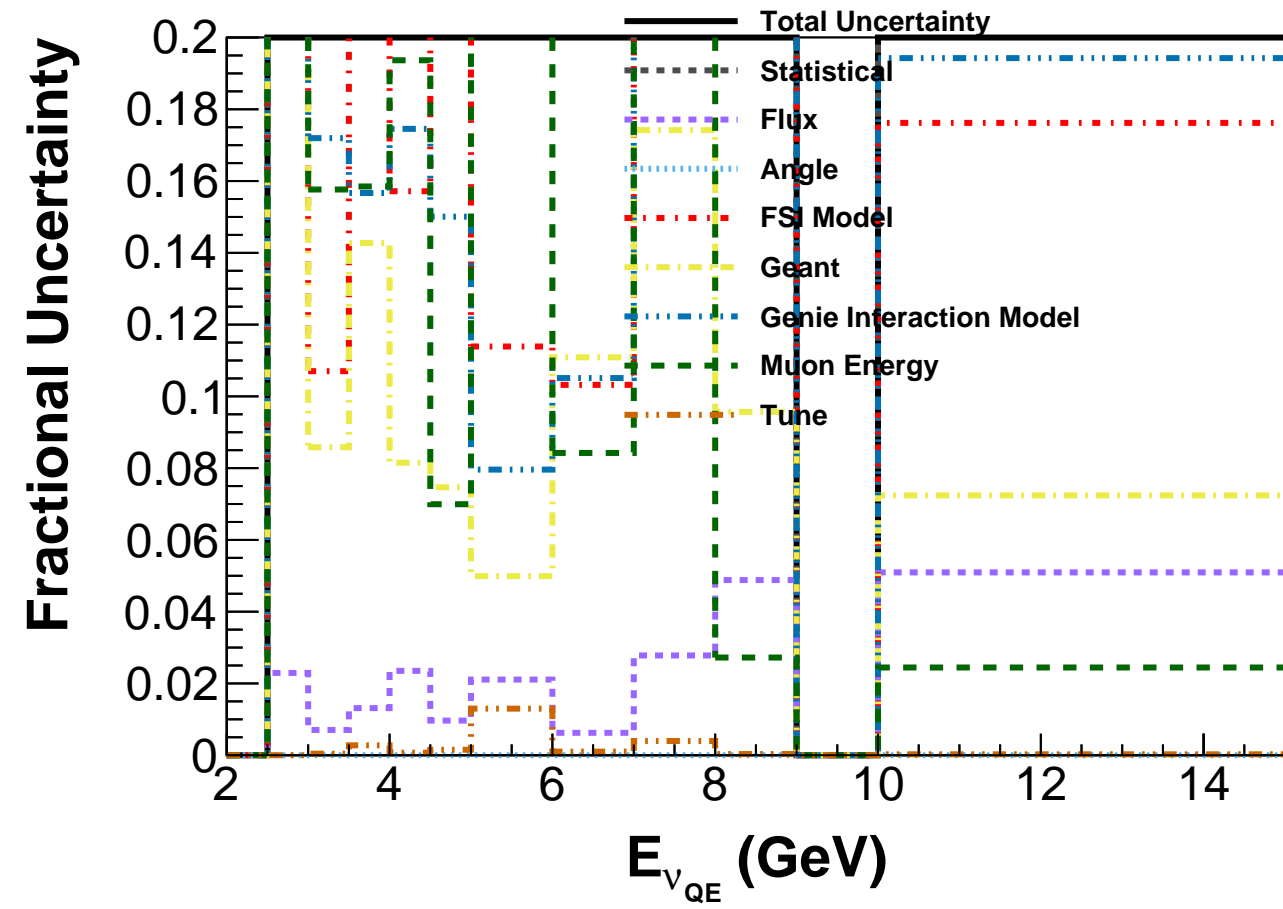 Fractional Uncertainty
0.2
0.18
0.16
0.14
0.12
0.1
0.08
0.06
0.04
0.02
0
2
4
6
8
10
12
14
E ν QE (GeV)
Total Uncertainty
Statistical
Flux
Angle
FSI Model
Geant
Genie Interaction Model
Muon Energy
Tune